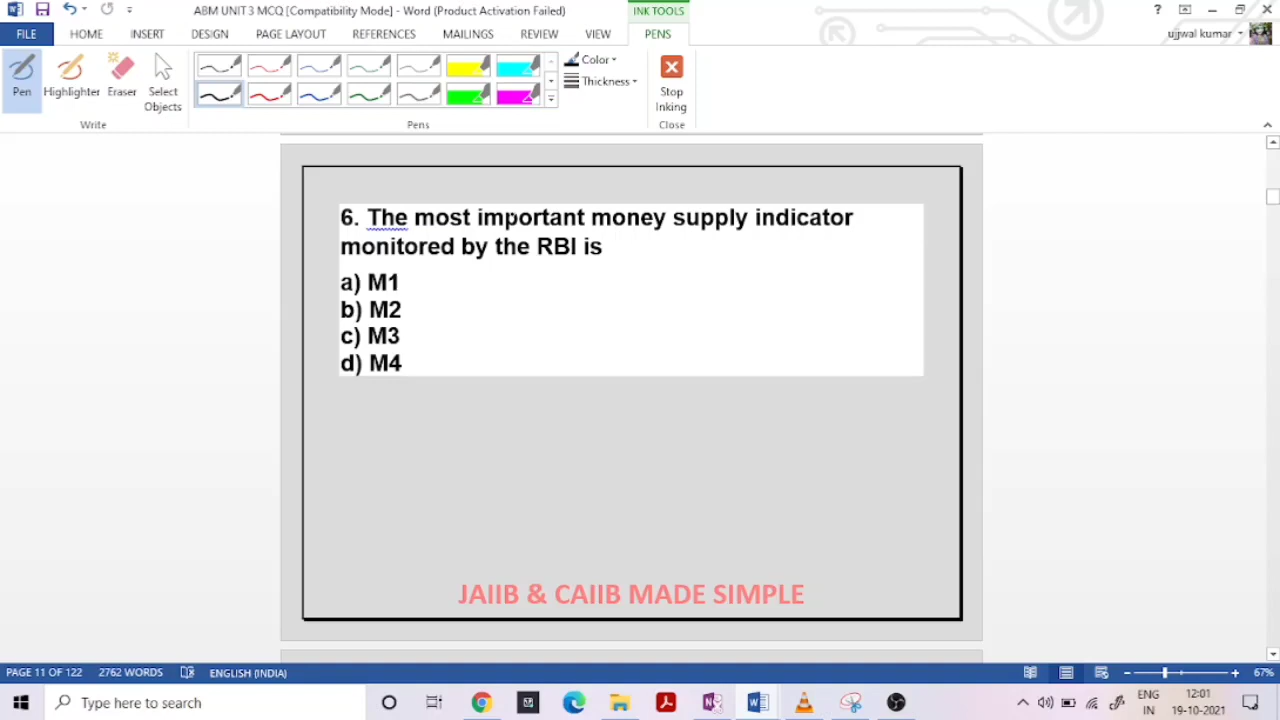 ABM UNIT 3 MCQ [Compatibility Mode] - Word (Product Activation Failed)
INK TOOLS
FILE HOME INSERT DESIGN PAGE LAYOUT REFERENCES MAILINGS REVIEW VIEW PENS
ujjwal kumar
Pen Highlighter Eraser Select Objects
Color
Thickness
Stop Inking
Write Pens Close
6. The most important money supply indicator
monitored by the RBI is
a) M1
b) M2
c) M3
d) M4
JAIIB & CAIIB MADE SIMPLE
PAGE 11 OF 122 2762 WORDS ENGLISH (INDIA) 67%
Type here to search
ENG 12:01
IN 19-10-2021